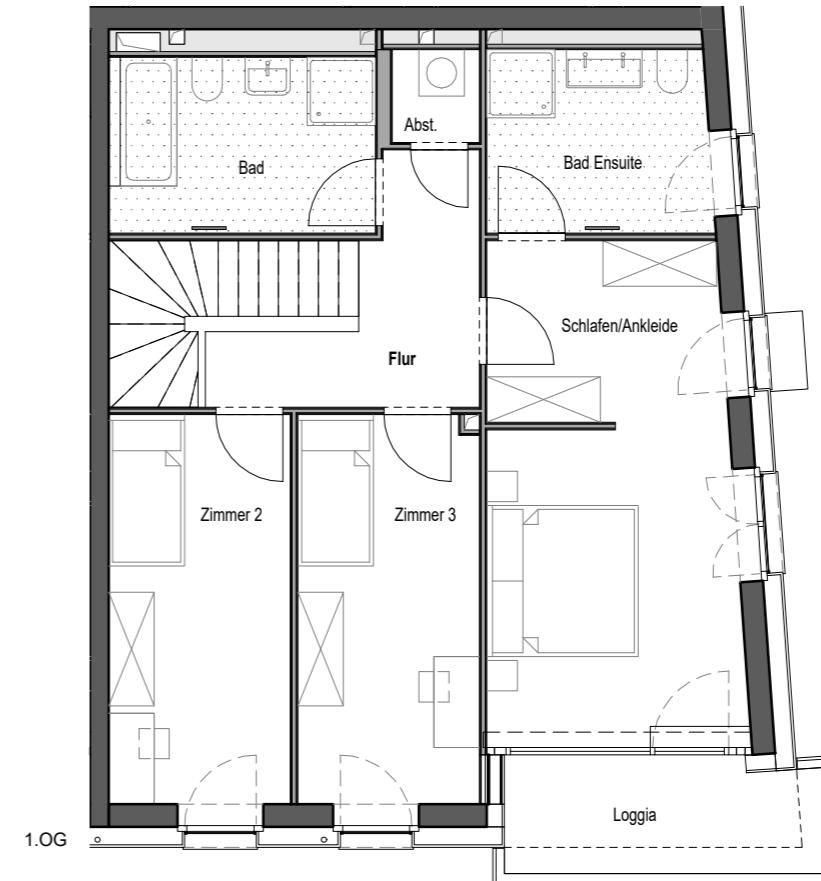 Abst.
Bad
Bad Ensuite
Schlafen/Ankleide
Flur
Zimmer 2
Zimmer 3
Loggia
1.OG